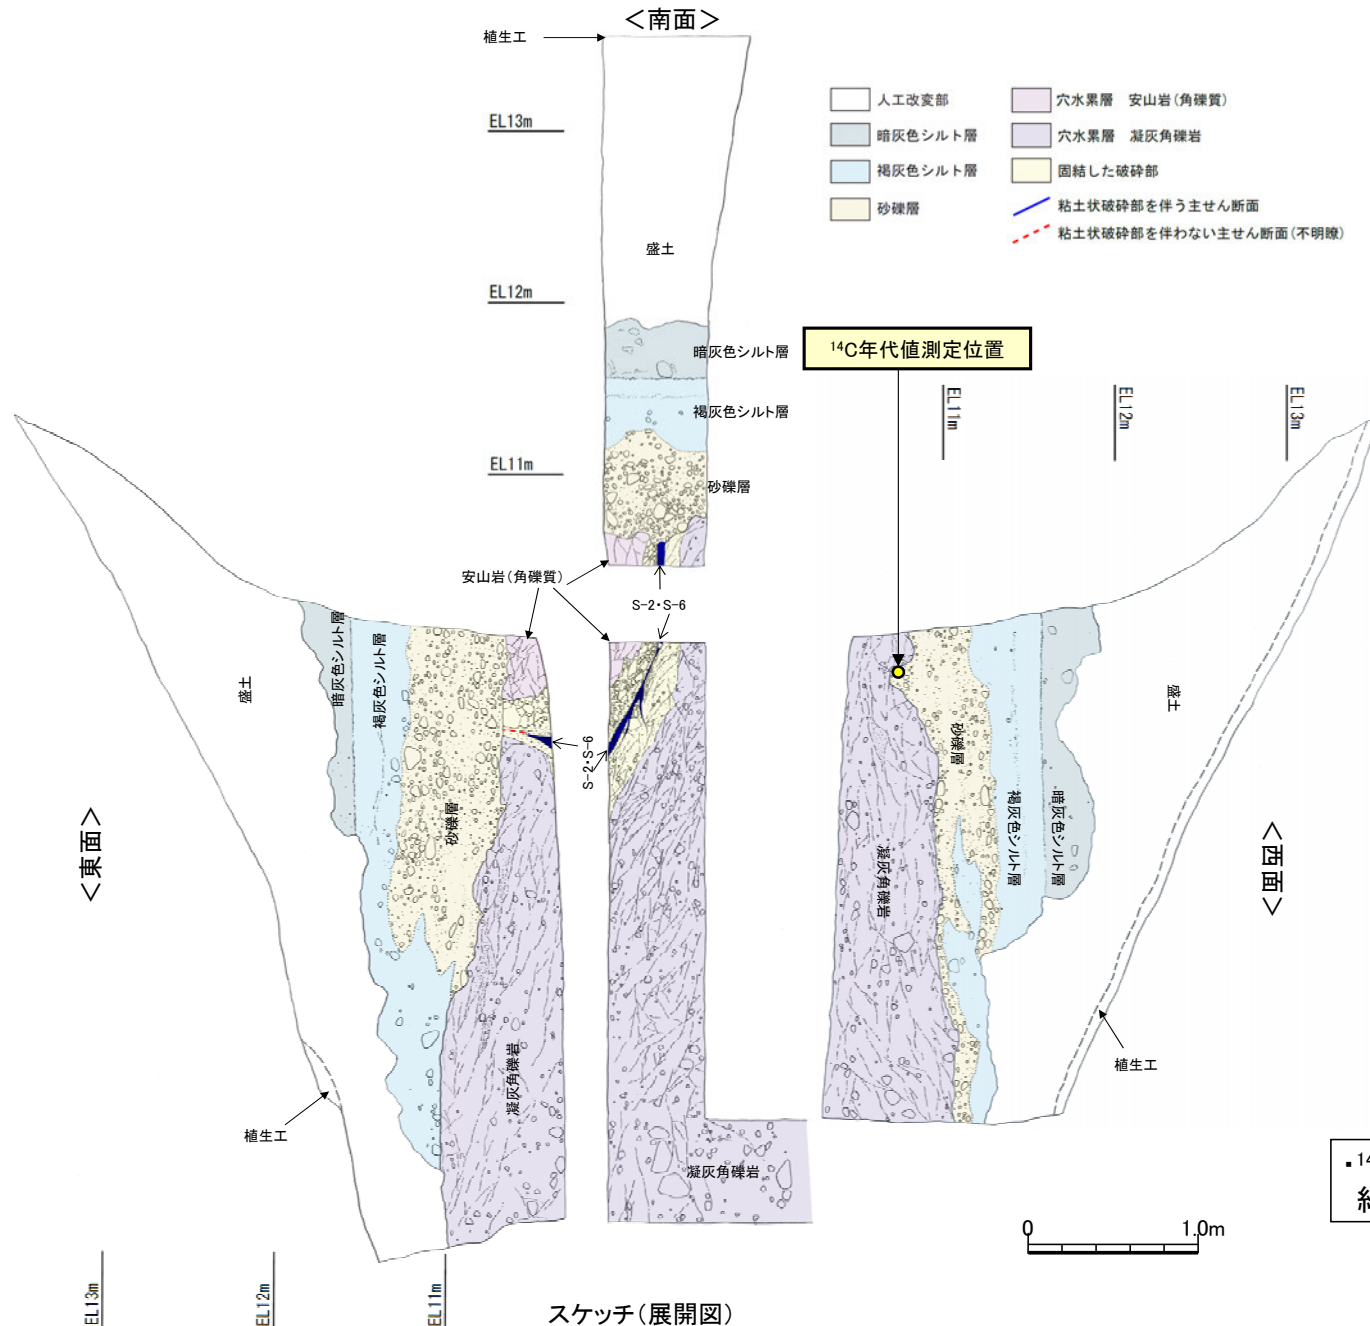 ＜南面＞
植生工
人工改変部
暗灰色シルト層
褐灰色シルト層
砂礫層
穴水累層　安山岩(角礫質)
穴水累層　凝灰角礫岩
固結した破砕部
粘土状破砕部を伴う主せん断面
粘土状破砕部を伴わない主せん断面(不明瞭)
EL13m
盛土
EL12m
暗灰色シルト層
褐灰色シルト層
EL11m
砂礫層
14C年代値測定位置
EL11m
EL12m
EL13m
安山岩(角礫質)
S-2・S-6
＜東面＞
盛土
暗灰色シルト層
褐灰色シルト層
砂礫層
凝灰角礫岩
植生工
S-2・S-6
凝灰角礫岩
凝灰角礫岩
砂礫層
褐灰色シルト層
暗灰色シルト層
盛土
＜西面＞
植生工
0 1.0m
EL13m
EL12m
EL11m
スケッチ(展開図)